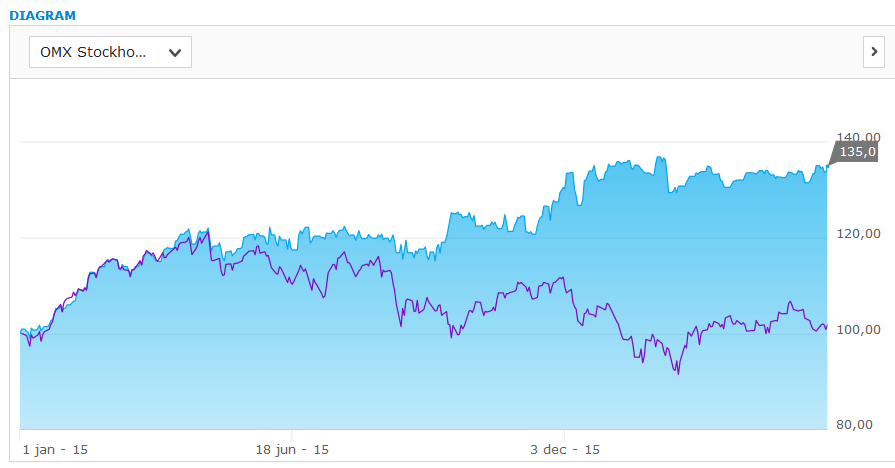 DIAGRAM
OMX Stockho...
140,00
135,0
120,00
100,00
80,00
1 jan - 15
18 jun - 15
3 dec - 15